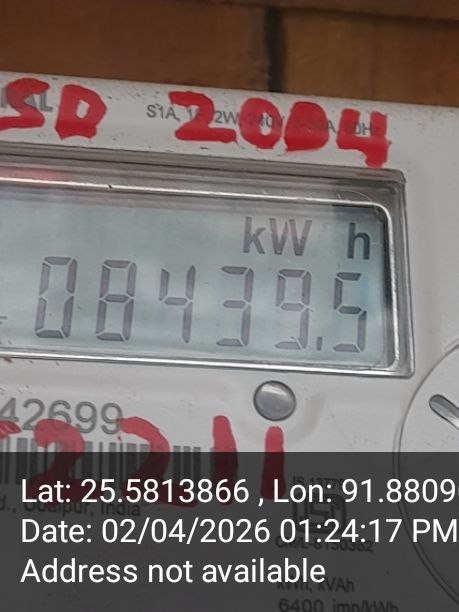 SD 2004
S1A,
kW h
08439.5
42699
2211
Udaipur, India
Lat: 25.5813866 , Lon: 91.8809
Date: 02/04/2026 01:24:17 PM
Address not available
kWh, kVAh
6400 imp/kWh